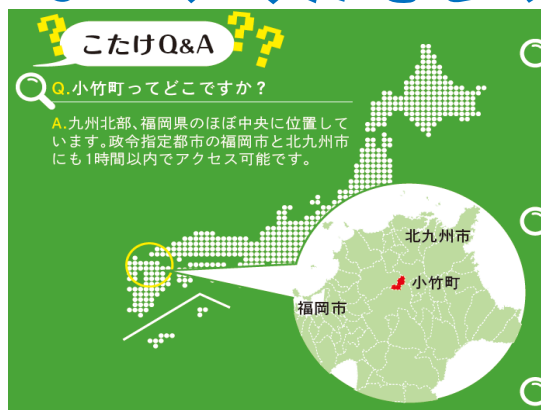 こたけQ&A
Q.小竹町ってどこですか？
A.九州北部、福岡県のほぼ中央に位置して
います。政令指定都市の福岡市と北九州市
にも1時間以内でアクセス可能です。
北九州市
小竹町
福岡市